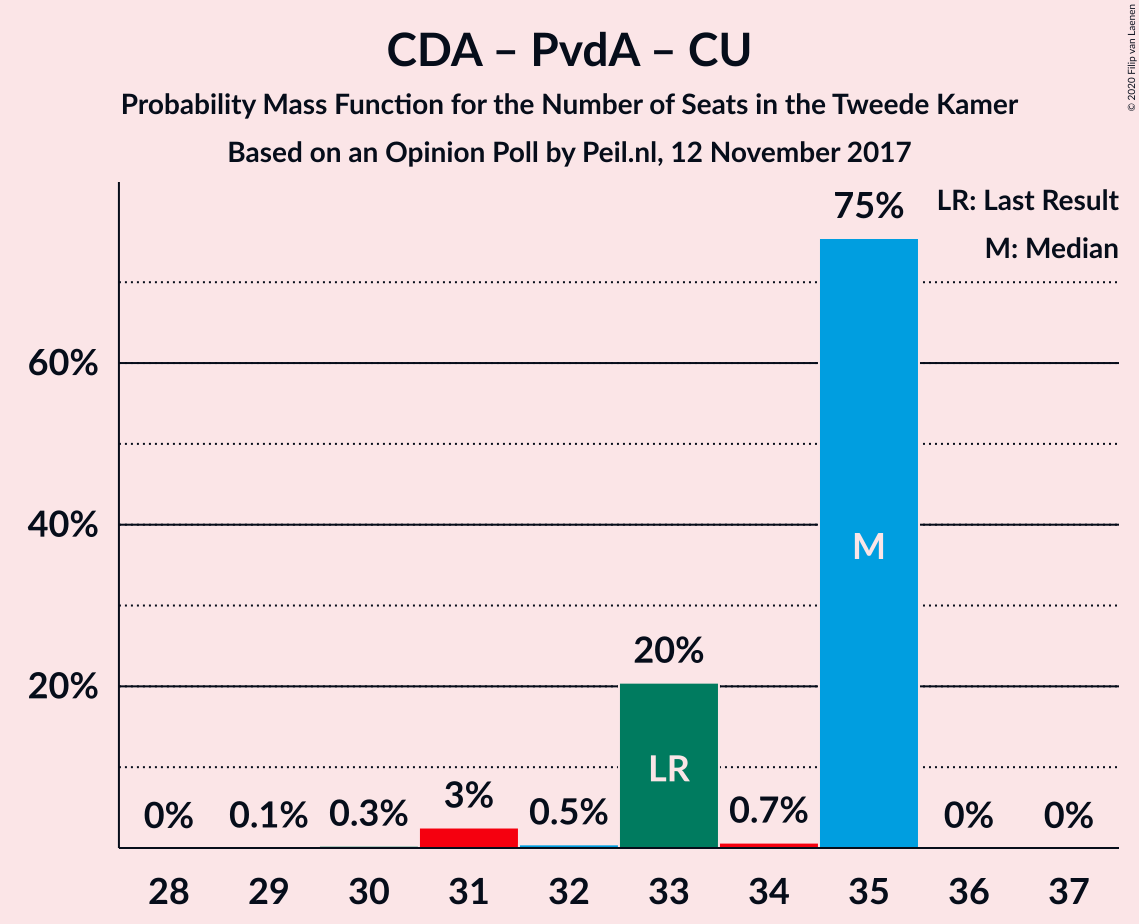 CDA – PvdA – CU
Probability Mass Function for the Number of Seats in the Tweede Kamer
Based on an Opinion Poll by Peil.nl, 12 November 2017
© 2020 Filip van Laenen
LR: Last Result
M: Median
60%
40%
20%
0%
0.1%
0.3%
3%
0.5%
20%
0.7%
75%
0%
0%
LR
M
28 29 30 31 32 33 34 35 36 37